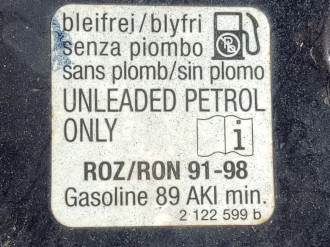 bleifrei/blyfri
senza piombo
sans plomb/sin plomo
UNLEADED PETROL
ONLY
ROZ/RON 91-98
Gasoline 89 AKI min.
2 122 599 b